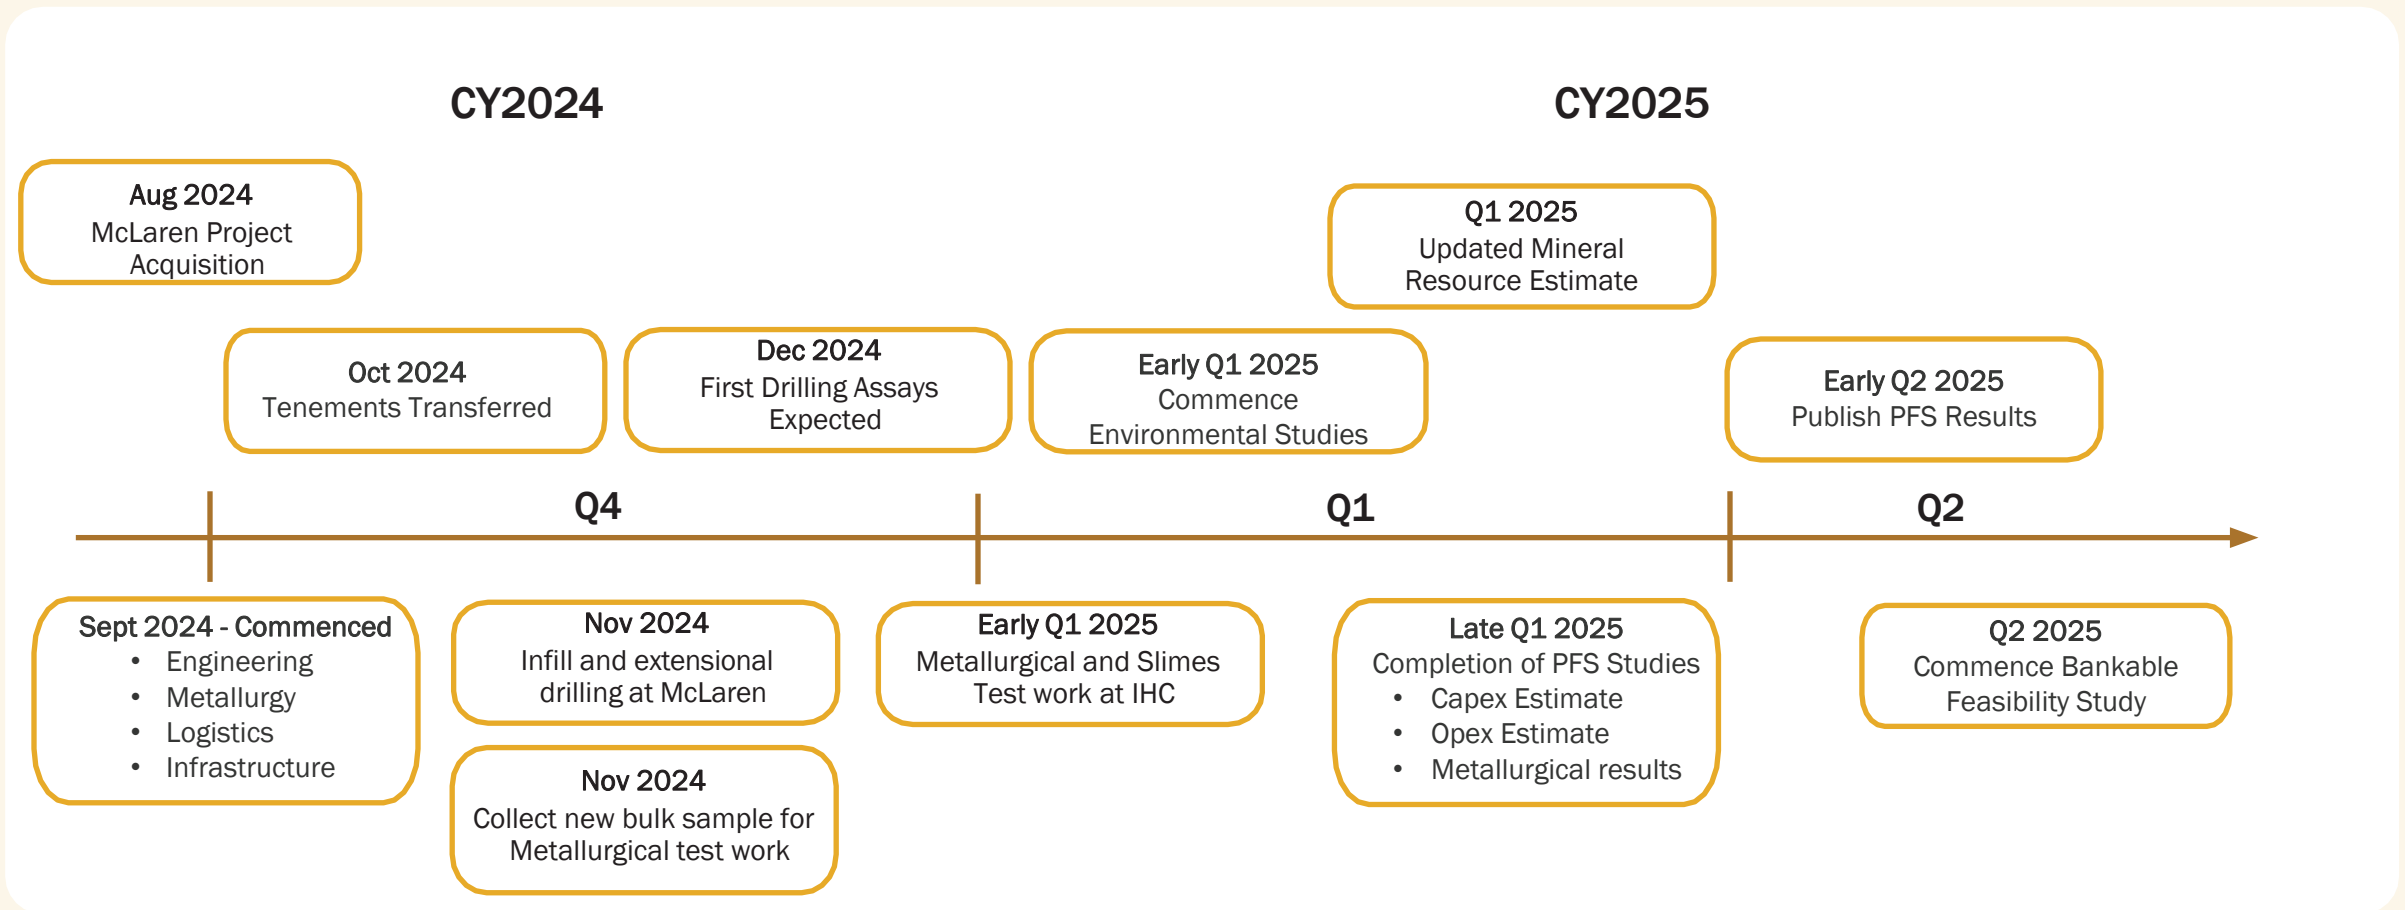 CY2024
CY2025
Aug 2024
McLaren Project
Acquisition
Q1 2025
Updated Mineral
Resource Estimate
Oct 2024
Tenements Transferred
Dec 2024
First Drilling Assays
Expected
Early Q1 2025
Commence
Environmental Studies
Early Q2 2025
Publish PFS Results
Q4
Q1
Q2
Sept 2024 - Commenced
• Engineering
• Metallurgy
• Logistics
• Infrastructure
Nov 2024
Infill and extensional
drilling at McLaren
Nov 2024
Collect new bulk sample for
Metallurgical test work
Early Q1 2025
Metallurgical and Slimes
Test work at IHC
Late Q1 2025
Completion of PFS Studies
• Capex Estimate
• Opex Estimate
• Metallurgical results
Q2 2025
Commence Bankable
Feasibility Study